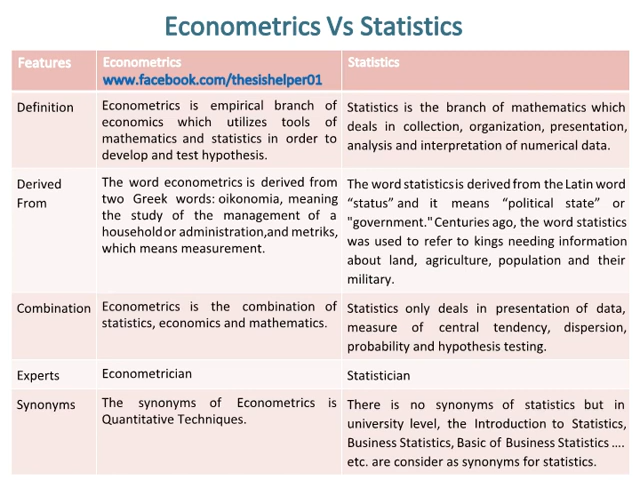 Econometrics Vs Statistics
Features
Econometrics
www.facebook.com/thesishelper01
Statistics
Definition
Econometrics is empirical branch of
economics which utilizes tools of
mathematics and statistics in order to
develop and test hypothesis.
Statistics is the branch of mathematics which
deals in collection, organization, presentation,
analysis and interpretation of numerical data.
Derived
From
The word econometrics is derived from
two Greek words: oikonomia, meaning
the study of the management of a
household or administration,and metriks,
which means measurement.
The word statistics is derived from the Latin word
“status” and it means “political state” or
"government." Centuries ago, the word statistics
was used to refer to kings needing information
about land, agriculture, population and their
military.
Combination
Econometrics is the combination of
statistics, economics and mathematics.
Statistics only deals in presentation of data,
measure of central tendency, dispersion,
probability and hypothesis testing.
Experts
Econometrician
Statistician
Synonyms
The synonyms of Econometrics is
Quantitative Techniques.
There is no synonyms of statistics but in
university level, the Introduction to Statistics,
Business Statistics, Basic of Business Statistics ....
etc. are consider as synonyms for statistics.